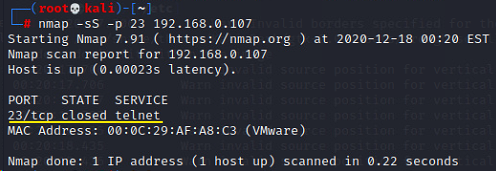 ┌──(root💀kali)-[~]
└─# nmap -sS -p 23 192.168.0.107
Starting Nmap 7.91 ( https://nmap.org ) at 2020-12-18 00:20 EST
Nmap scan report for 192.168.0.107
Host is up (0.00023s latency).
PORT   STATE  SERVICE
23/tcp closed telnet
MAC Address: 00:0C:29:AF:A8:C3 (VMware)
Nmap done: 1 IP address (1 host up) scanned in 0.22 seconds